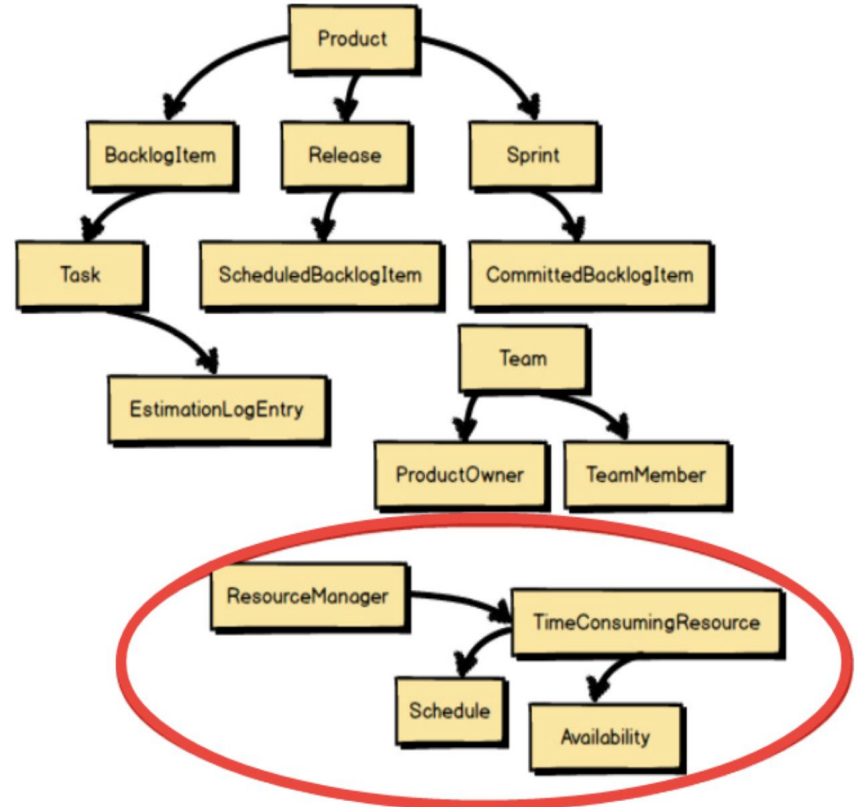 Product
BacklogItem
Release
Sprint
Task
ScheduledBacklogItem
CommittedBacklogItem
Team
EstimationLogEntry
ProductOwner
TeamMember
ResourceManager
TimeConsumingResource
Schedule
Availability